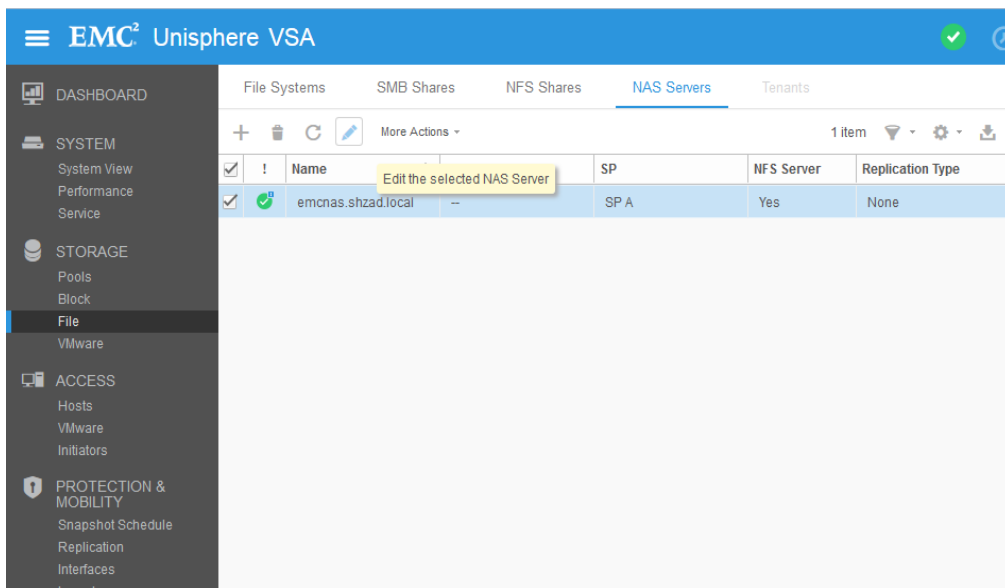 EMC² Unisphere VSA
DASHBOARD
SYSTEM
System View
Performance
Service
STORAGE
Pools
Block
File
VMware
ACCESS
Hosts
VMware
Initiators
PROTECTION &
MOBILITY
Snapshot Schedule
Replication
Interfaces
File Systems SMB Shares NFS Shares NAS Servers Tenants
More Actions 1 item
! Name SP NFS Server Replication Type
Edit the selected NAS Server
emcnas.shzad.local -- SP A Yes None